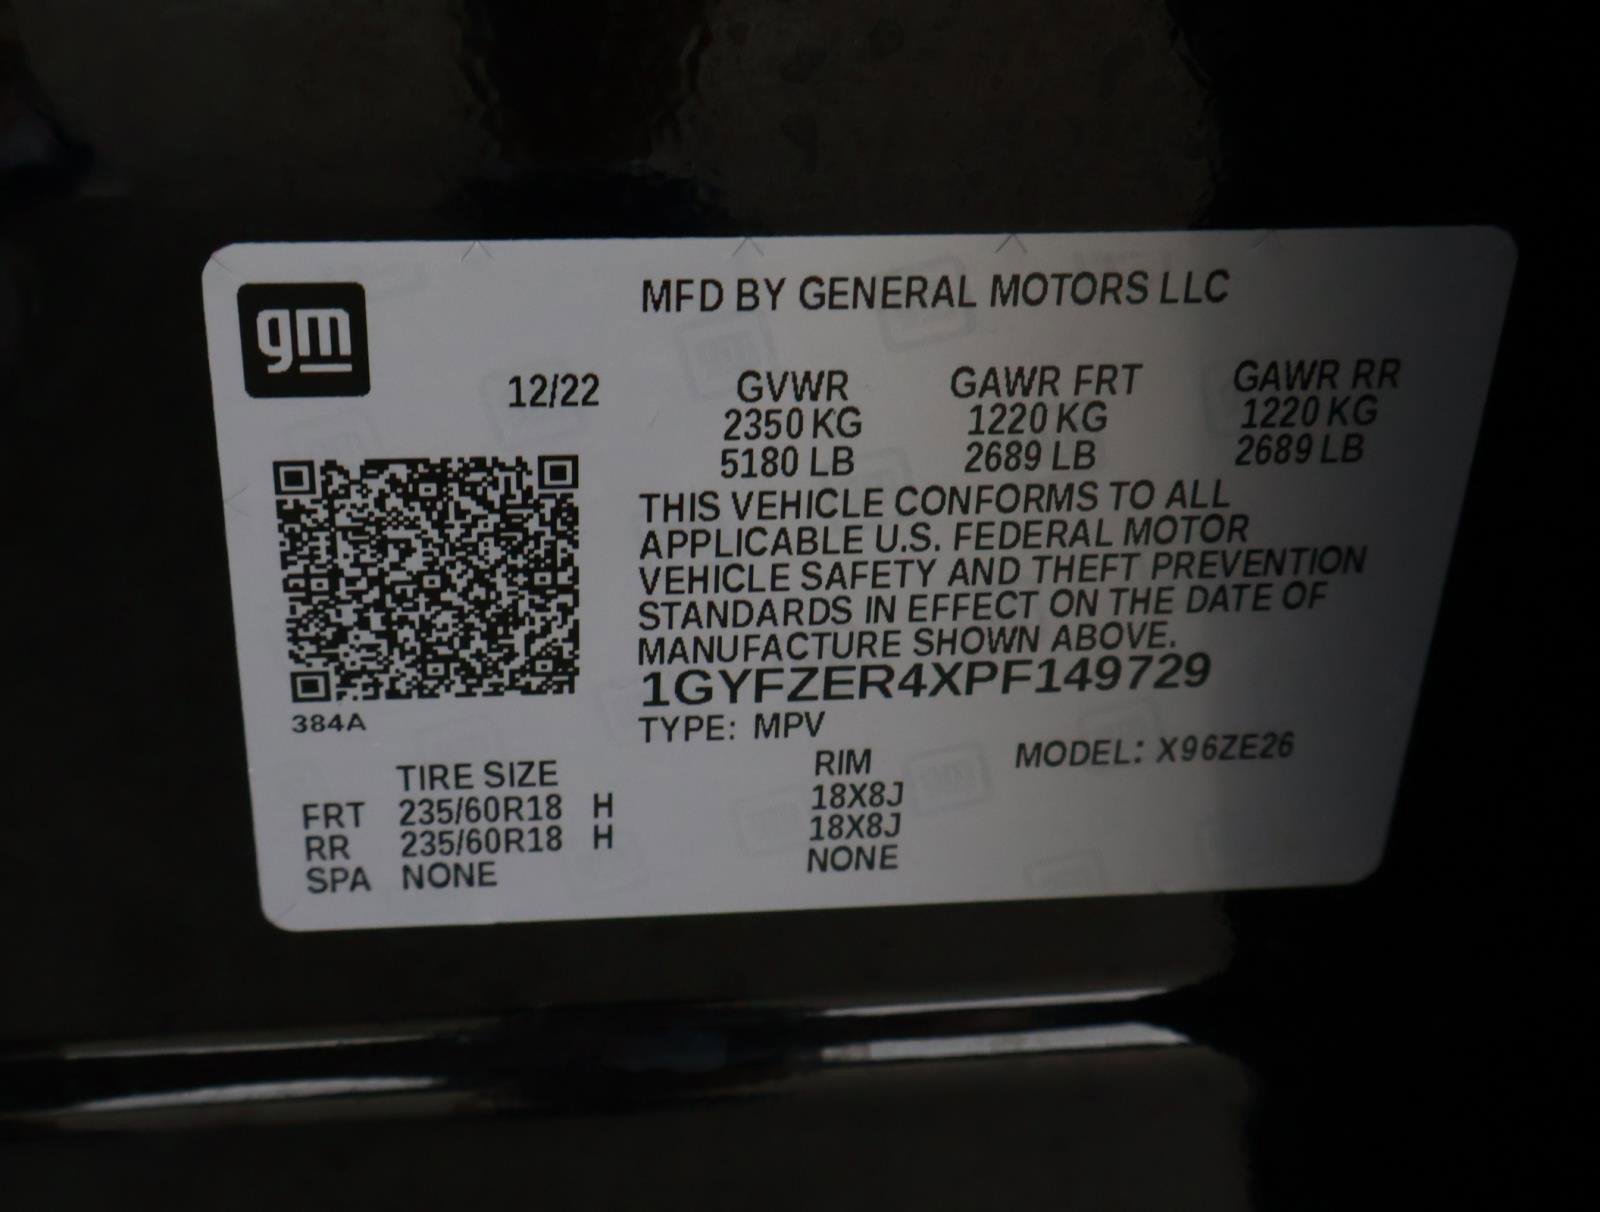 gm
MFD BY GENERAL MOTORS LLC
12/22 GVWR GAWR FRT GAWR RR
2350 KG 1220 KG 1220 KG
5180 LB 2689 LB 2689 LB
THIS VEHICLE CONFORMS TO ALL
APPLICABLE U.S. FEDERAL MOTOR
VEHICLE SAFETY AND THEFT PREVENTION
STANDARDS IN EFFECT ON THE DATE OF
MANUFACTURE SHOWN ABOVE.
1GYFZER4XPF149729
384A
TYPE: MPV MODEL: X96ZE26
TIRE SIZE RIM
FRT 235/60R18 H 18X8J
RR 235/60R18 H 18X8J
SPA NONE NONE